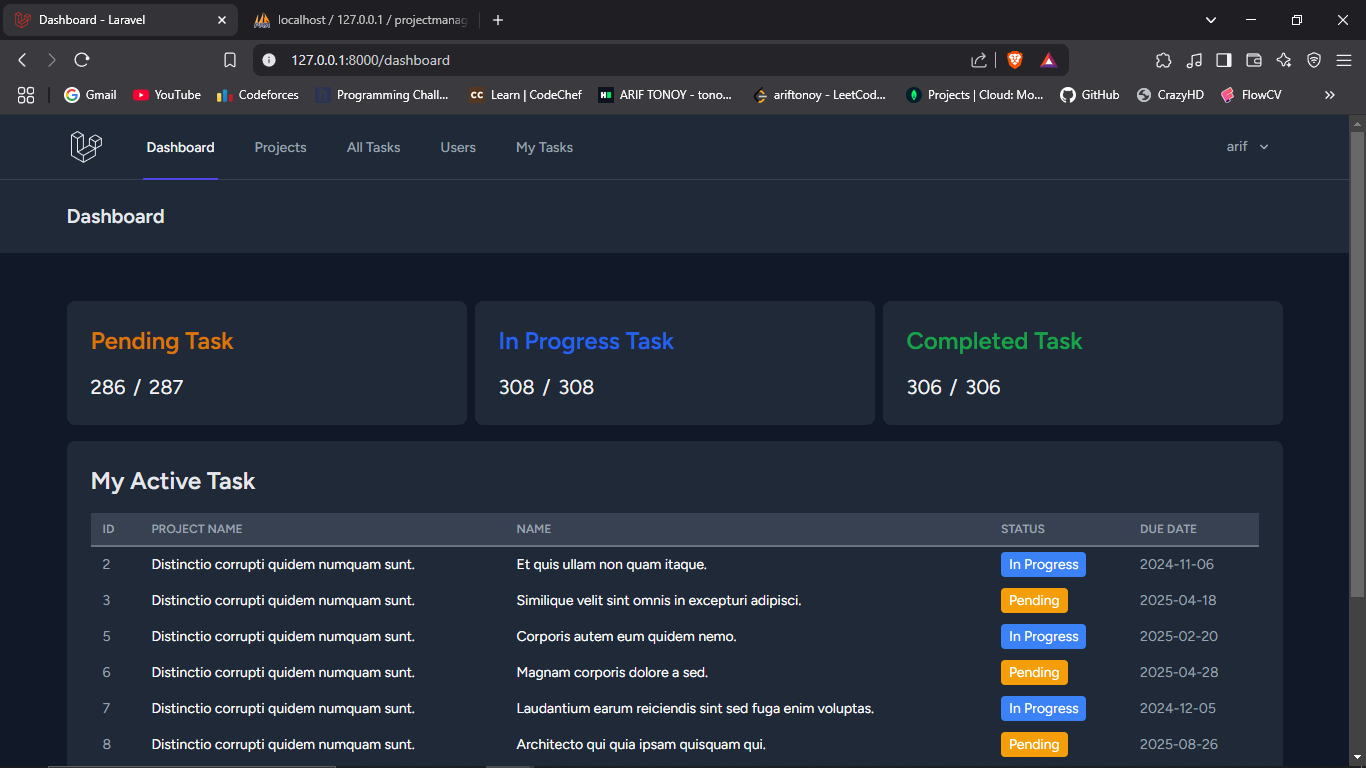 Dashboard - Laravel
localhost / 127.0.0.1 / projectmanag
127.0.0.1:8000/dashboard
Gmail YouTube Codeforces Programming Chall... Learn | CodeChef ARIF TONOY - tono... ariftonoy - LeetCod... Projects | Cloud: Mo... GitHub CrazyHD FlowCV »
Dashboard Projects All Tasks Users My Tasks arif
Dashboard
Pending Task
286 / 287
In Progress Task
308 / 308
Completed Task
306 / 306
My Active Task
ID PROJECT NAME NAME STATUS DUE DATE
2 Distinctio corrupti quidem numquam sunt. Et quis ullam non quam itaque. In Progress 2024-11-06
3 Distinctio corrupti quidem numquam sunt. Similique velit sint omnis in excepturi adipisci. Pending 2025-04-18
5 Distinctio corrupti quidem numquam sunt. Corporis autem eum quidem nemo. In Progress 2025-02-20
6 Distinctio corrupti quidem numquam sunt. Magnam corporis dolore a sed. Pending 2025-04-28
7 Distinctio corrupti quidem numquam sunt. Laudantium earum reiciendis sint sed fuga enim voluptas. In Progress 2024-12-05
8 Distinctio corrupti quidem numquam sunt. Architecto qui quia ipsam quisquam qui. Pending 2025-08-26